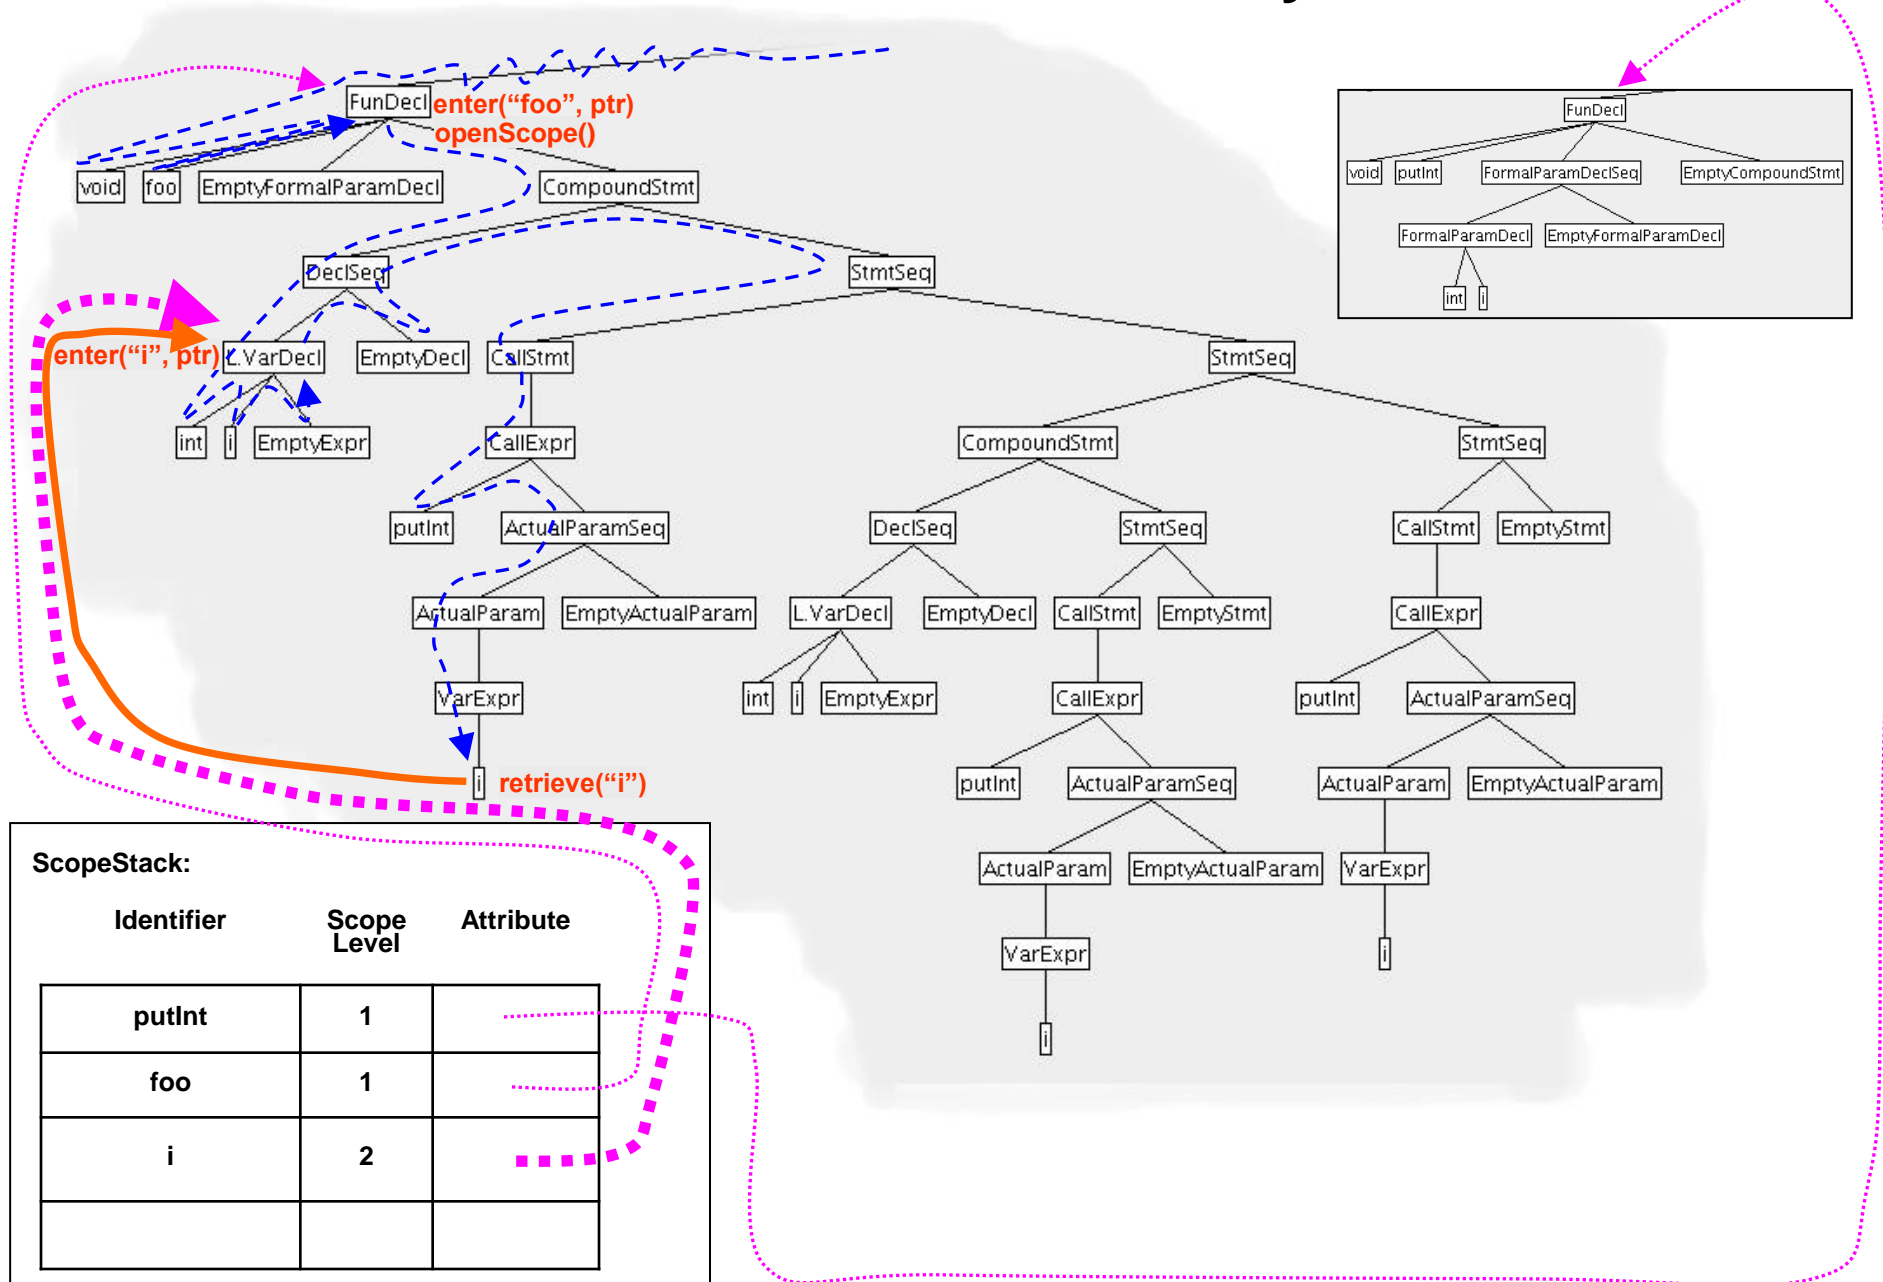 FunDecl
enter(“foo”, ptr)
openScope()
void foo EmptyFormalParamDecl CompoundStmt
DeclSeq StmtSeq
enter(“i”, ptr)
L.VarDecl EmptyDecl CallStmt StmtSeq
int i EmptyExpr CallExpr CompoundStmt StmtSeq
putInt ActualParamSeq DeclSeq StmtSeq CallStmt EmptyStmt
ActualParam EmptyActualParam L.VarDecl EmptyDecl CallStmt EmptyStmt CallExpr
VarExpr int i EmptyExpr CallExpr putInt ActualParamSeq
i retrieve(“i”) putInt ActualParamSeq ActualParam EmptyActualParam
ActualParam EmptyActualParam VarExpr
VarExpr i
i
FunDecl
void putInt FormalParamDeclSeq EmptyCompoundStmt
FormalParamDecl EmptyFormalParamDecl
int i
ScopeStack:
Identifier Scope Level Attribute
putInt 1
foo 1
i 2